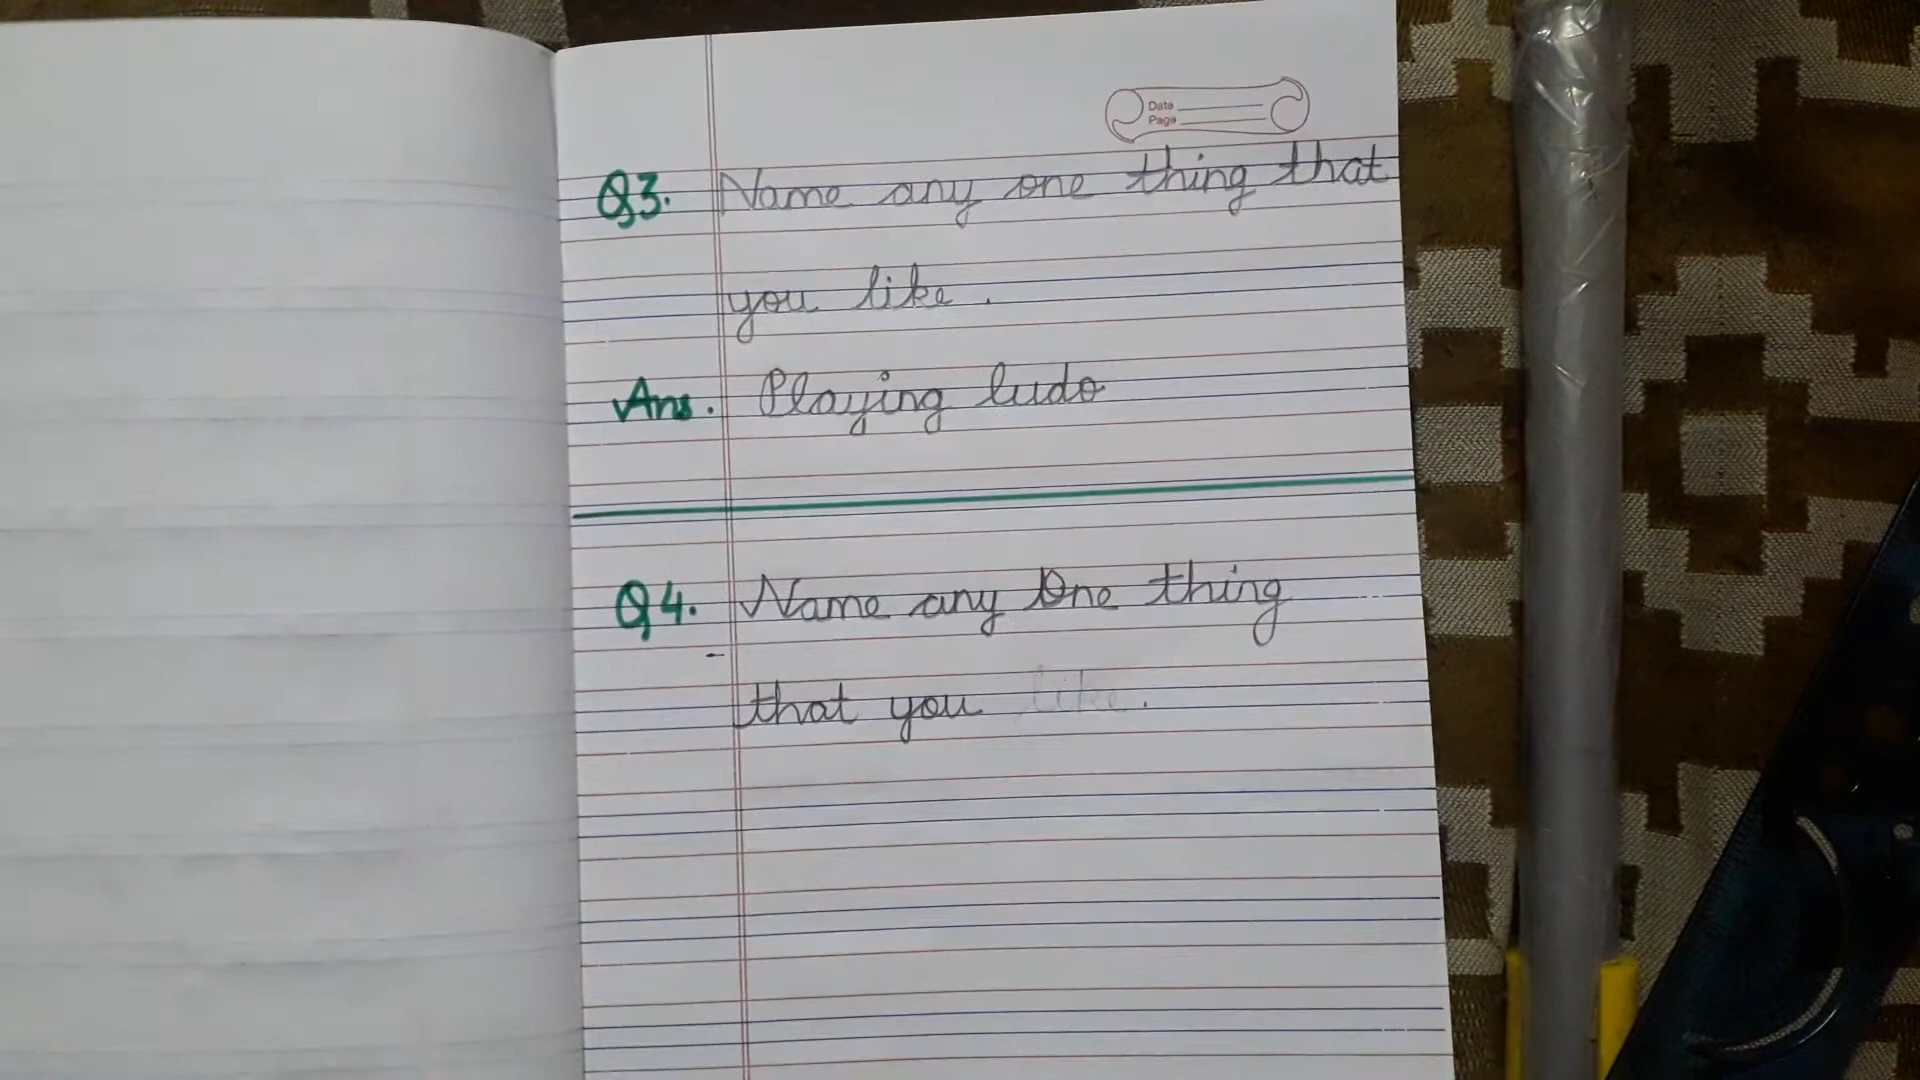 Date
Page
Q3. Name any one thing that
you like.
Ans. Playing ludo
Q4. Name any One thing
that you like.